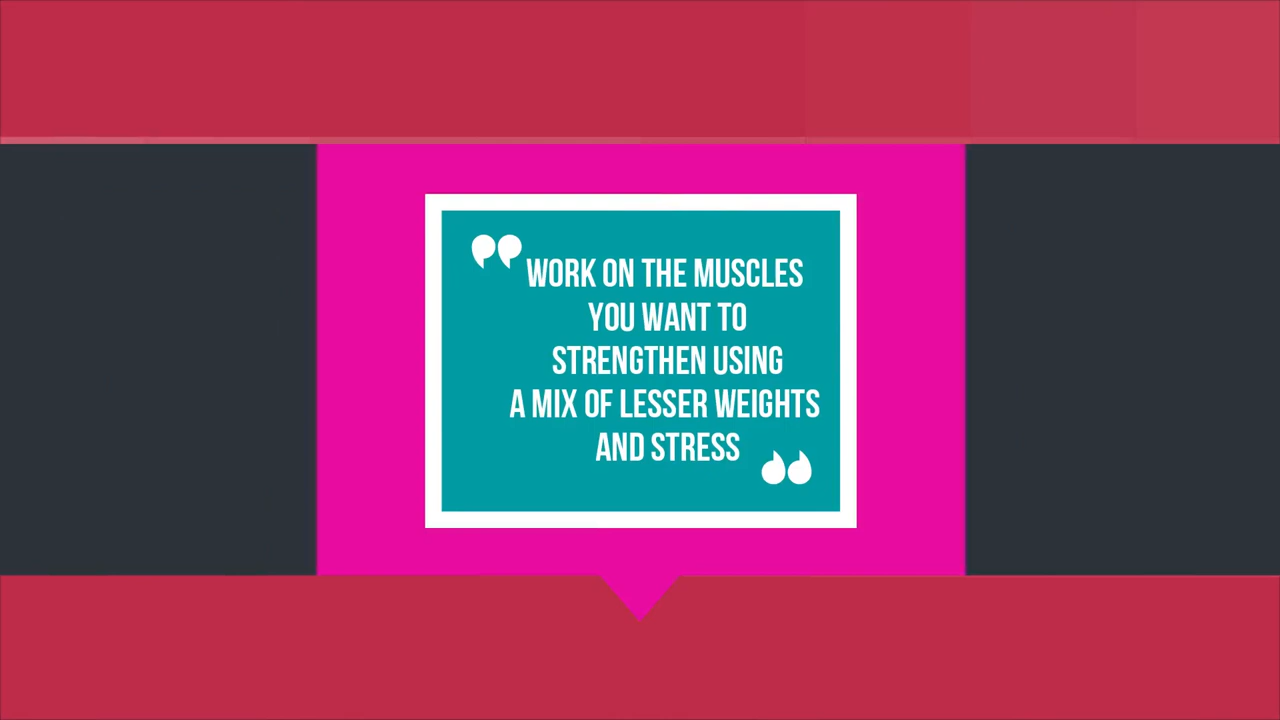 WORK ON THE MUSCLES
YOU WANT TO
STRENGTHEN USING
A MIX OF LESSER WEIGHTS
AND STRESS